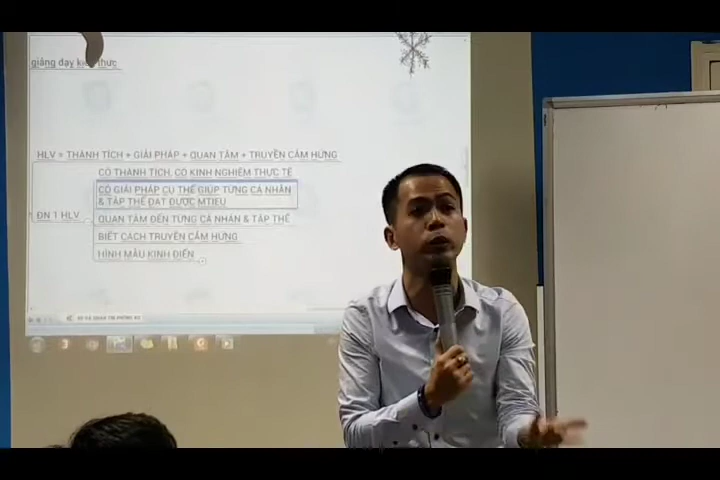 giảng dạy kiến thức
HLV = THÀNH TÍCH + GIẢI PHÁP + QUAN TÂM + TRUYỀN CẢM HỨNG
CÓ THÀNH TÍCH, CÓ KINH NGHIỆM THỰC TẾ
CÓ GIẢI PHÁP CỤ THỂ GIÚP TỪNG CÁ NHÂN
& TẬP THỂ ĐẠT ĐƯỢC MTIEU
ĐN 1 HLV
QUAN TÂM ĐẾN TỪNG CÁ NHÂN & TẬP THỂ
BIẾT CÁCH TRUYỀN CẢM HỨNG
HÌNH MẪU KINH ĐIỂN